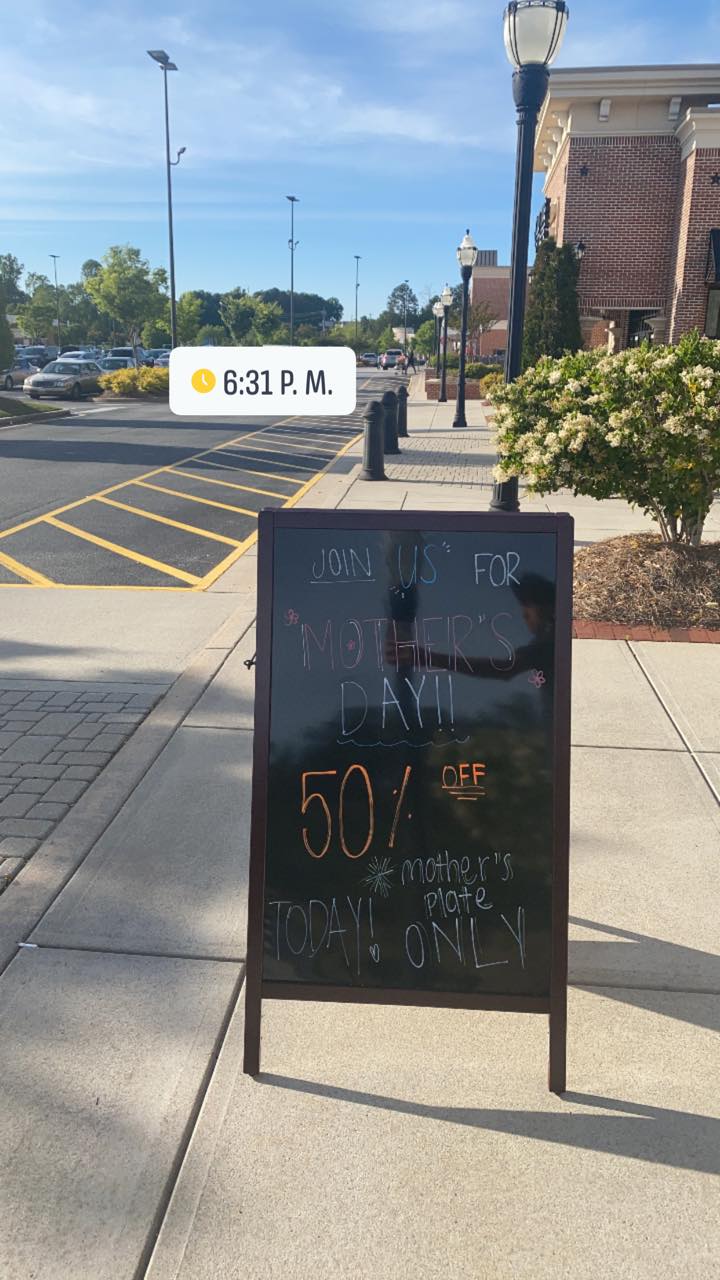 6:31 P. M.
JOIN US FOR
MOTHER"S
DAY!!
50% OFF
mother"s
plate
TODAY! ONLY